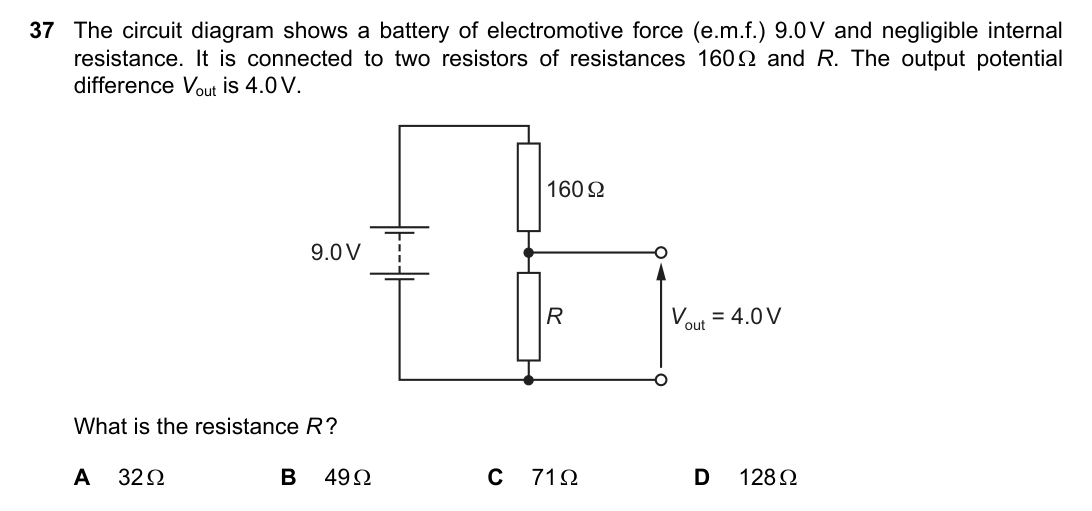 37 The circuit diagram shows a battery of electromotive force (e.m.f.) 9.0 V and negligible internal
resistance. It is connected to two resistors of resistances 160 Ω and R. The output potential
difference Vout is 4.0 V.
160 Ω
9.0 V
R
Vout = 4.0 V
What is the resistance R?
A 32 Ω B 49 Ω C 71 Ω D 128 Ω